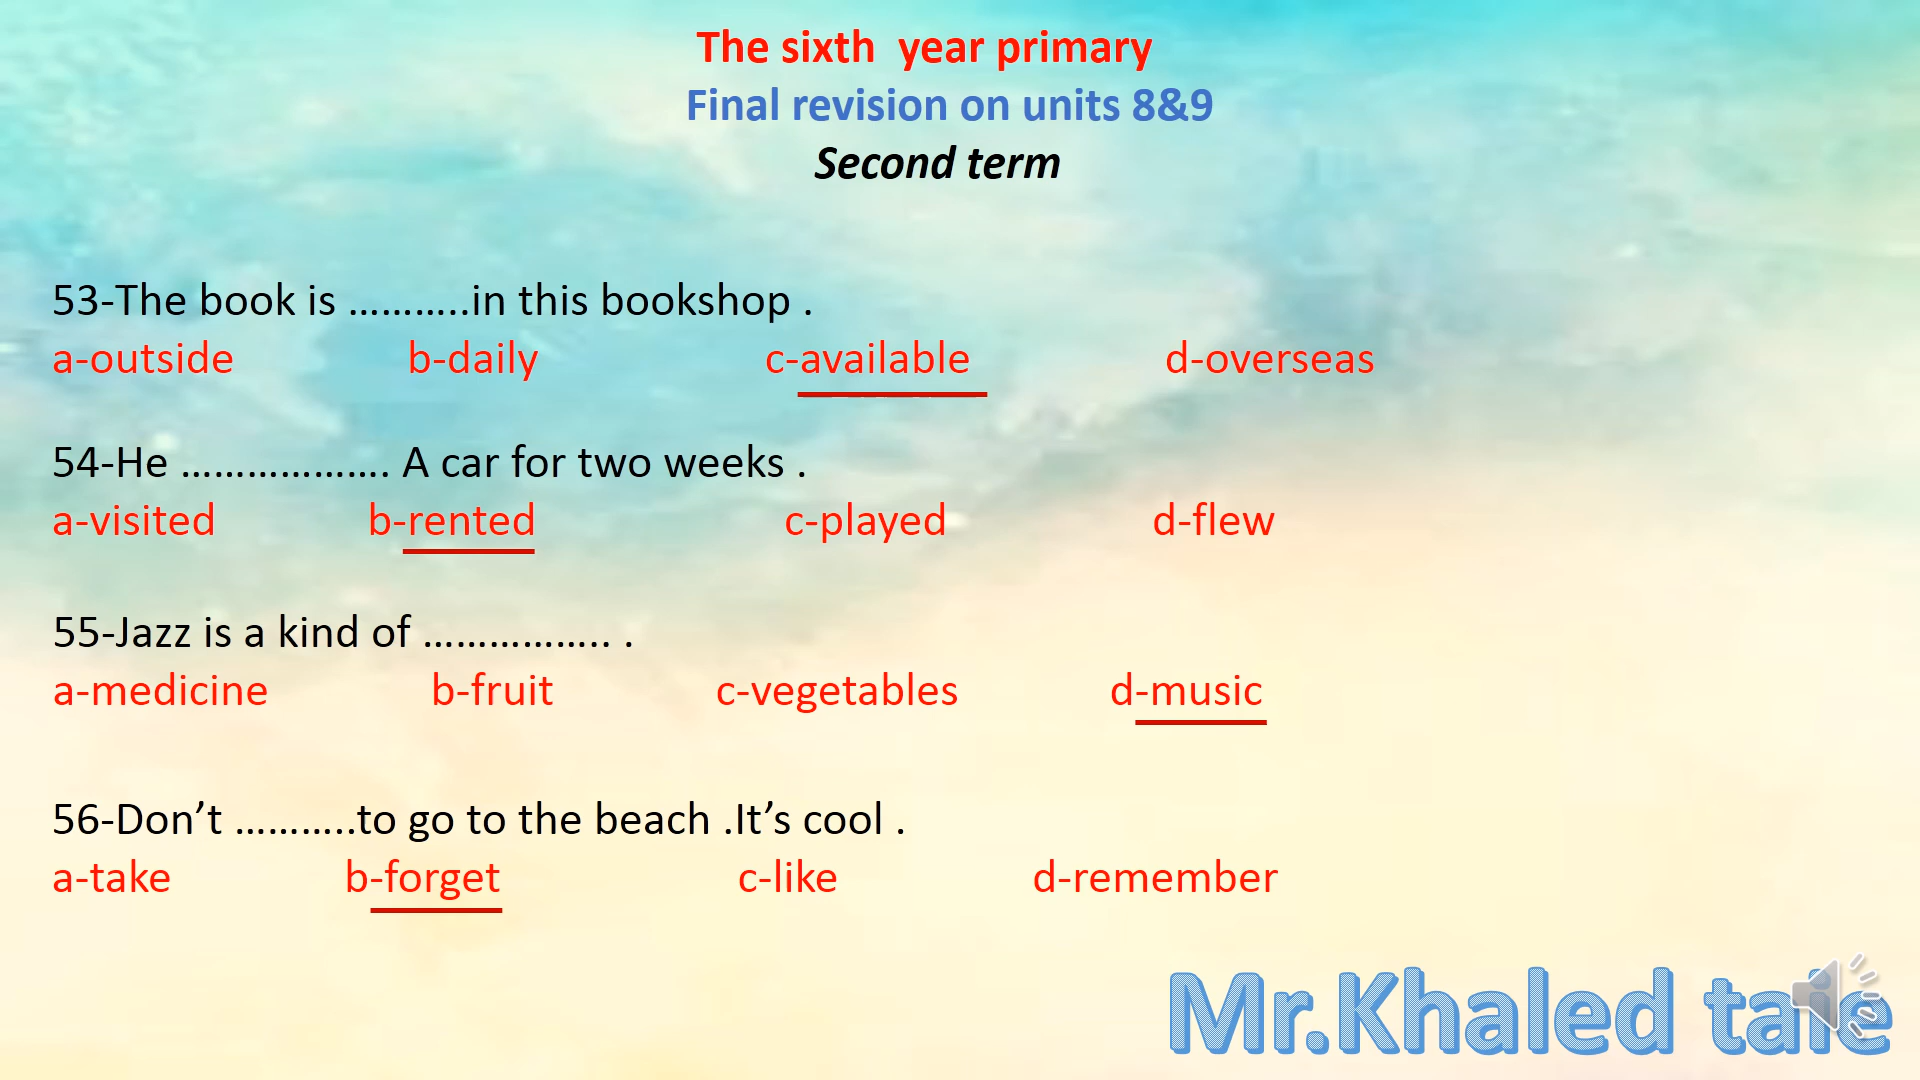 The sixth  year primary
Final revision on units 8&9
Second term
53-The book is ………..in this bookshop .
a-outside b-daily c-available d-overseas
54-He ………………. A car for two weeks .
a-visited b-rented c-played d-flew
55-Jazz is a kind of …………….. .
a-medicine b-fruit c-vegetables d-music
56-Don’t ………..to go to the beach .It’s cool .
a-take b-forget c-like d-remember
Mr.Khaled